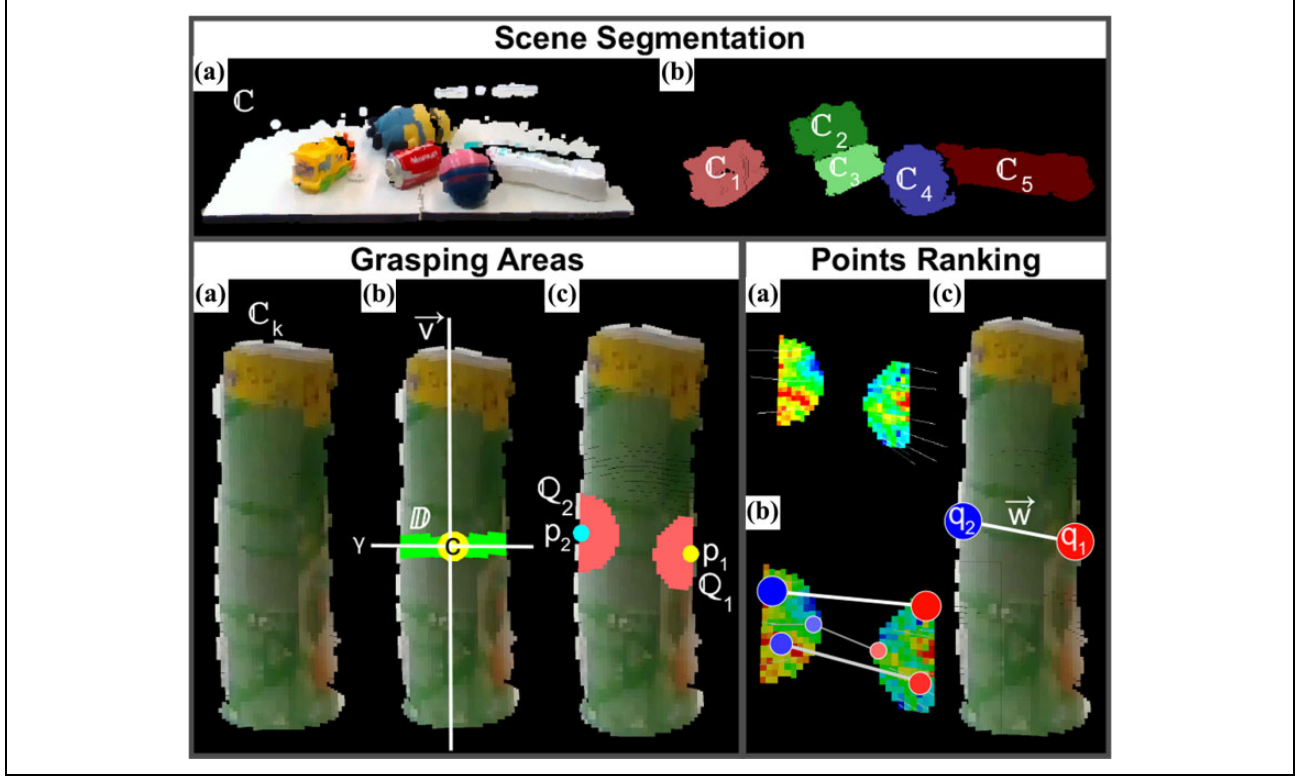 Scene Segmentation
(a)
ℂ
(b)
ℂ1
ℂ2
ℂ3
ℂ4
ℂ5
Grasping Areas
(a)
ℂk
(b)
v
𝔻
γ
C
(c)
ℚ2
p2
p1
ℚ1
Points Ranking
(a)
(b)
(c)
q2
w
q1